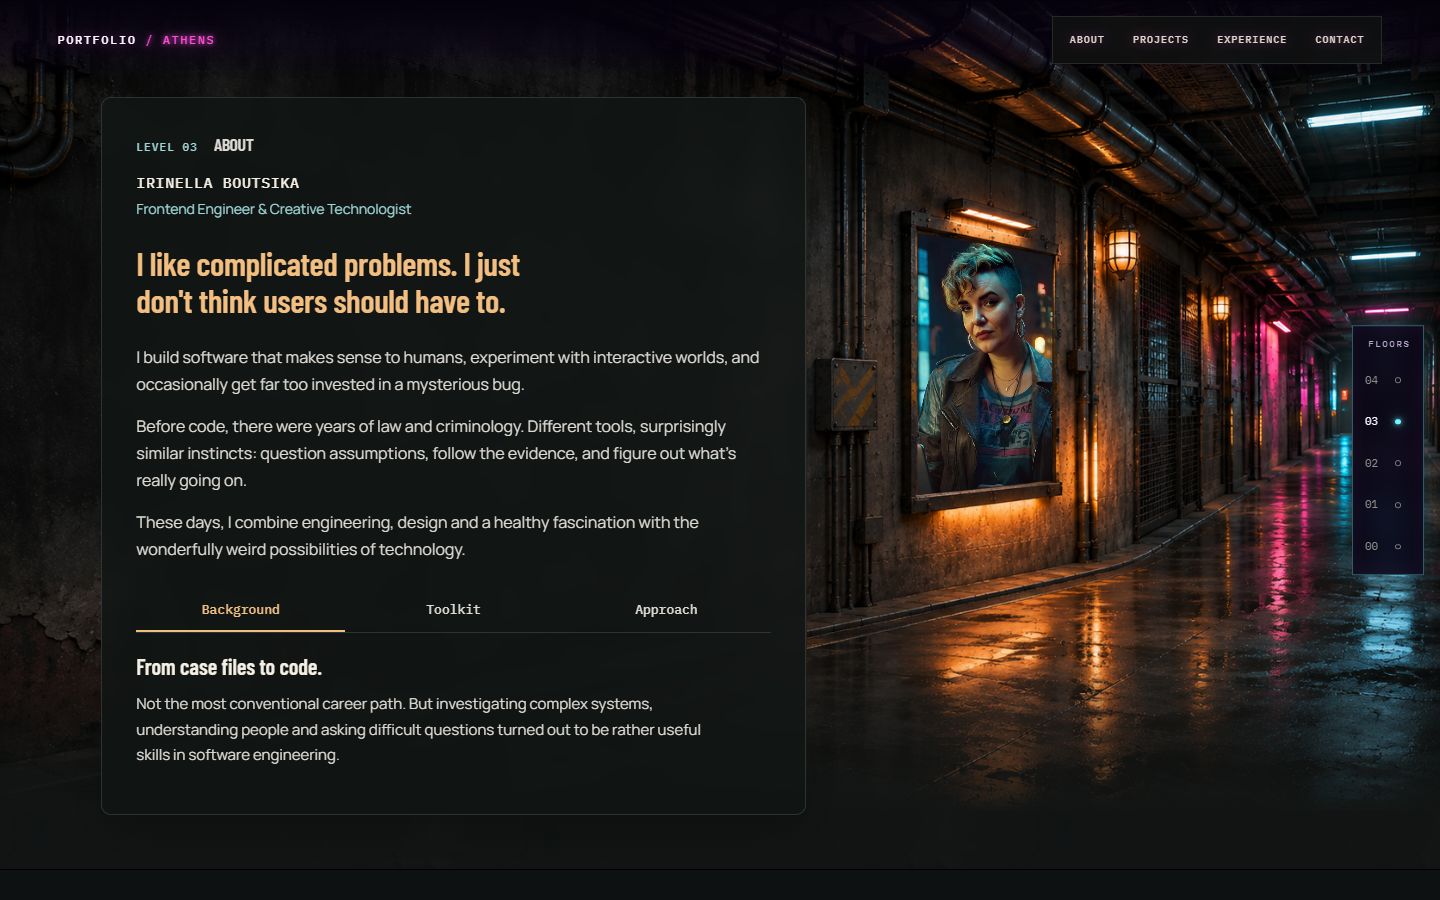 PORTFOLIO / ATHENS
ABOUT PROJECTS EXPERIENCE CONTACT
LEVEL 03 ABOUT
IRINELLA BOUTSIKA
Frontend Engineer & Creative Technologist
I like complicated problems. I just
don't think users should have to.
I build software that makes sense to humans, experiment with interactive worlds, and
occasionally get far too invested in a mysterious bug.
Before code, there were years of law and criminology. Different tools, surprisingly
similar instincts: question assumptions, follow the evidence, and figure out what's
really going on.
These days, I combine engineering, design and a healthy fascination with the
wonderfully weird possibilities of technology.
Background Toolkit Approach
From case files to code.
Not the most conventional career path. But investigating complex systems,
understanding people and asking difficult questions turned out to be rather useful
skills in software engineering.
FLOORS
04
03
02
01
00